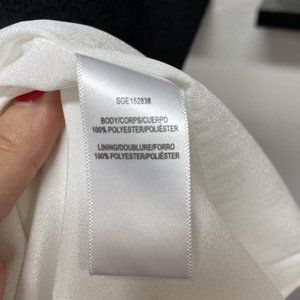 SGE152838
BODY/CORPS/CUERPO
100% POLYESTER/POLIÉSTER
LINING/DOUBLURE/FORRO
100% POLYESTER/POLIÉSTER